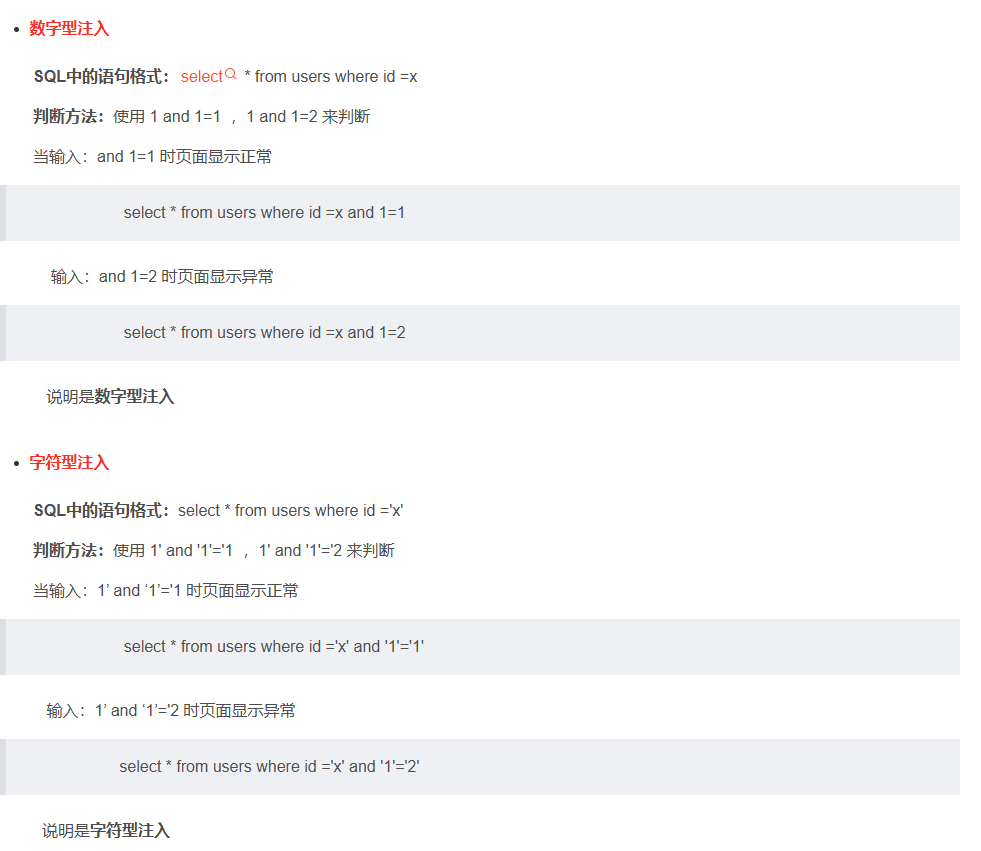 数字型注入
SQL中的语句格式：select * from users where id =x
判断方法：使用 1 and 1=1 ，1 and 1=2 来判断
当输入：and 1=1 时页面显示正常
select * from users where id =x and 1=1
输入：and 1=2 时页面显示异常
select * from users where id =x and 1=2
说明是数字型注入
字符型注入
SQL中的语句格式：select * from users where id ='x'
判断方法：使用 1' and '1'='1 ，1' and '1'='2 来判断
当输入：1’ and ‘1’='1 时页面显示正常
select * from users where id ='x' and '1'='1'
输入：1’ and ‘1’='2 时页面显示异常
select * from users where id ='x' and '1'='2'
说明是字符型注入